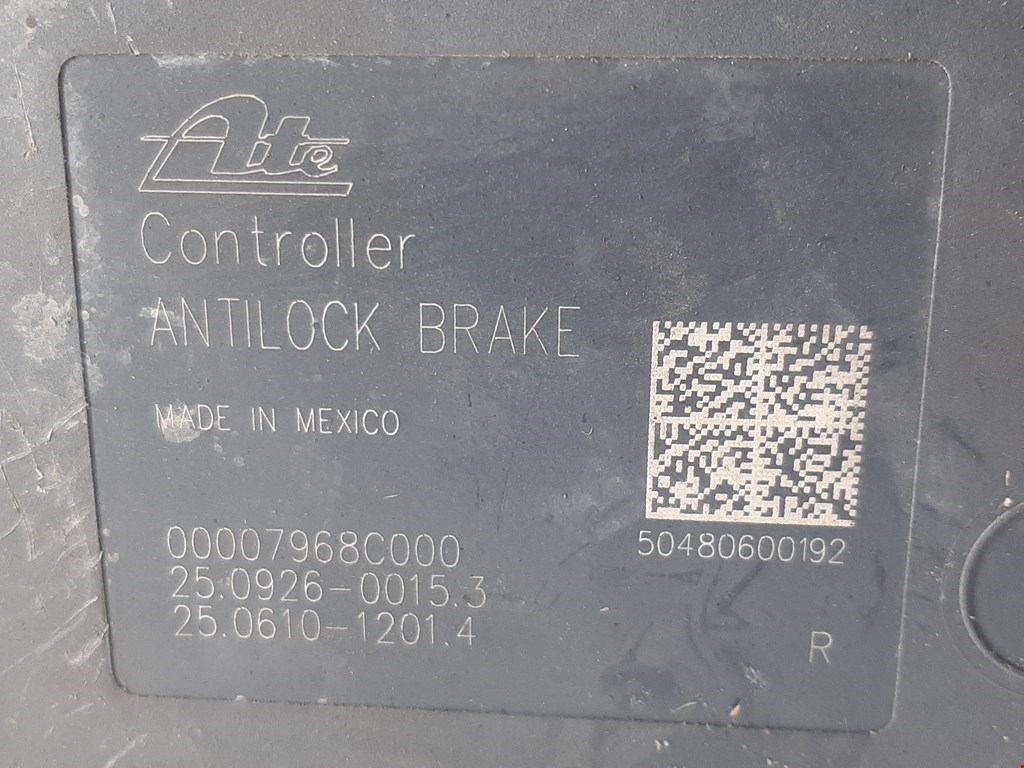 Ate
Controller
ANTILOCK BRAKE
MADE IN MEXICO
00007968C000
25.0926-0015.3
25.0610-1201.4
50480600192
R